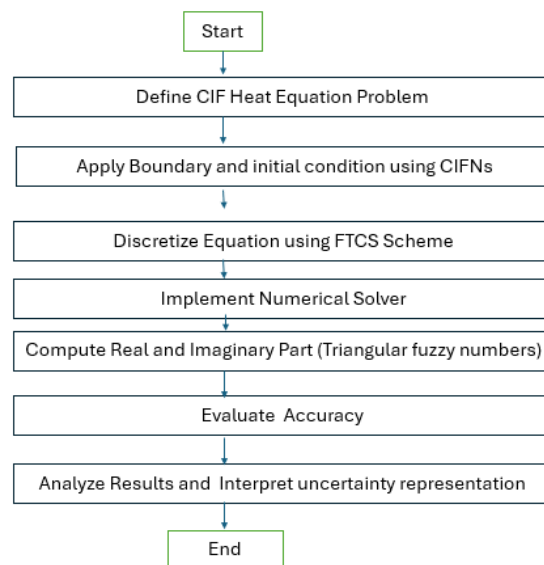 Start
Define CIF Heat Equation Problem
Apply Boundary and initial condition using CIFNs
Discretize Equation using FTCS Scheme
Implement Numerical Solver
Compute Real and Imaginary Part (Triangular fuzzy numbers)
Evaluate Accuracy
Analyze Results and Interpret uncertainty representation
End